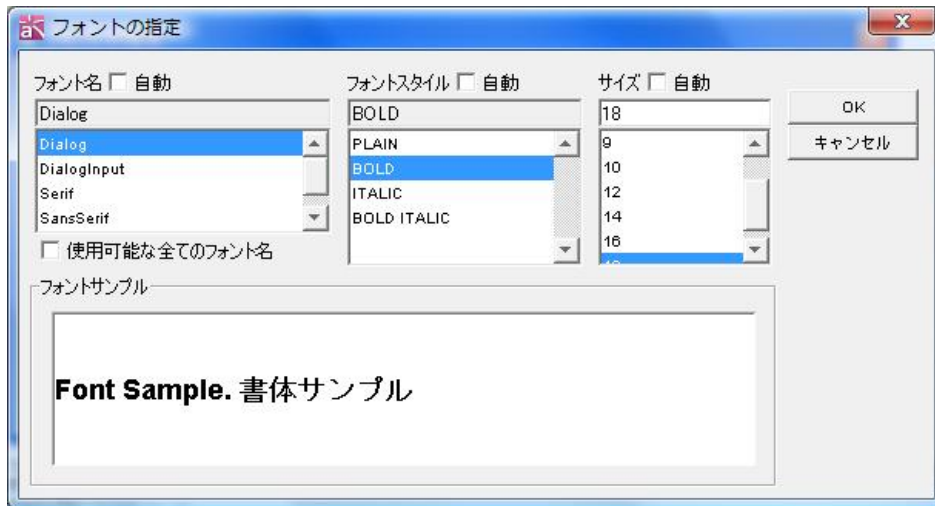 フォントの指定
フォント名 自動
フォントスタイル 自動
サイズ 自動
Dialog
BOLD
18
OK
キャンセル
Dialog
DialogInput
Serif
SansSerif
PLAIN
BOLD
ITALIC
BOLD ITALIC
9
10
12
14
16
18
使用可能な全てのフォント名
フォントサンプル
Font Sample. 書体サンプル